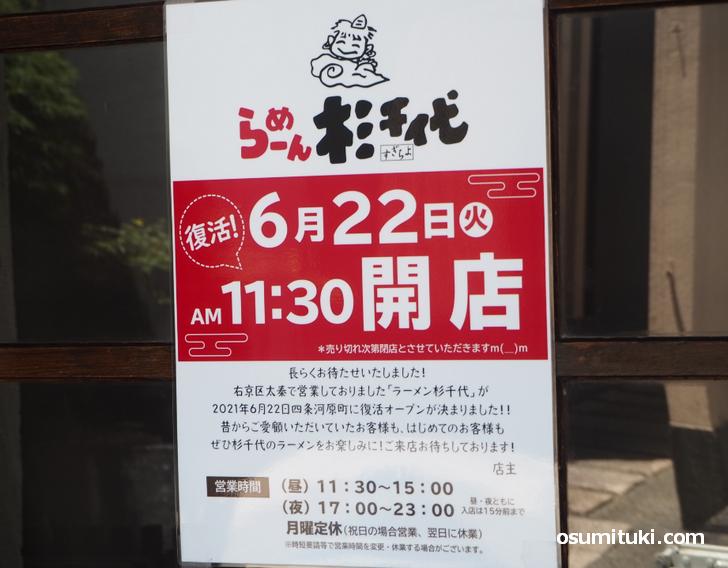 らーめん 杉千代
すぎちよ
復活! 6月22日火
AM11:30開店
*売り切れ次第閉店とさせていただきますm(__)m
長らくお待たせいたしました!
右京区太秦で営業しておりました「ラーメン杉千代」が
2021年6月22日四条河原町に復活オープンが決まりました!!
昔からご愛顧いただいていたお客様も、はじめてのお客様も
ぜひ杉千代のラーメンをお楽しみに!ご来店お待ちしております!
店主
営業時間 (昼) 11:30~15:00
(夜) 17:00~23:00
昼・夜ともに
入店は15分前まで
月曜定休(祝日の場合営業、翌日に休業)
※時短要請等で営業時間を変更・休業する場合がございます。
osumituki.com